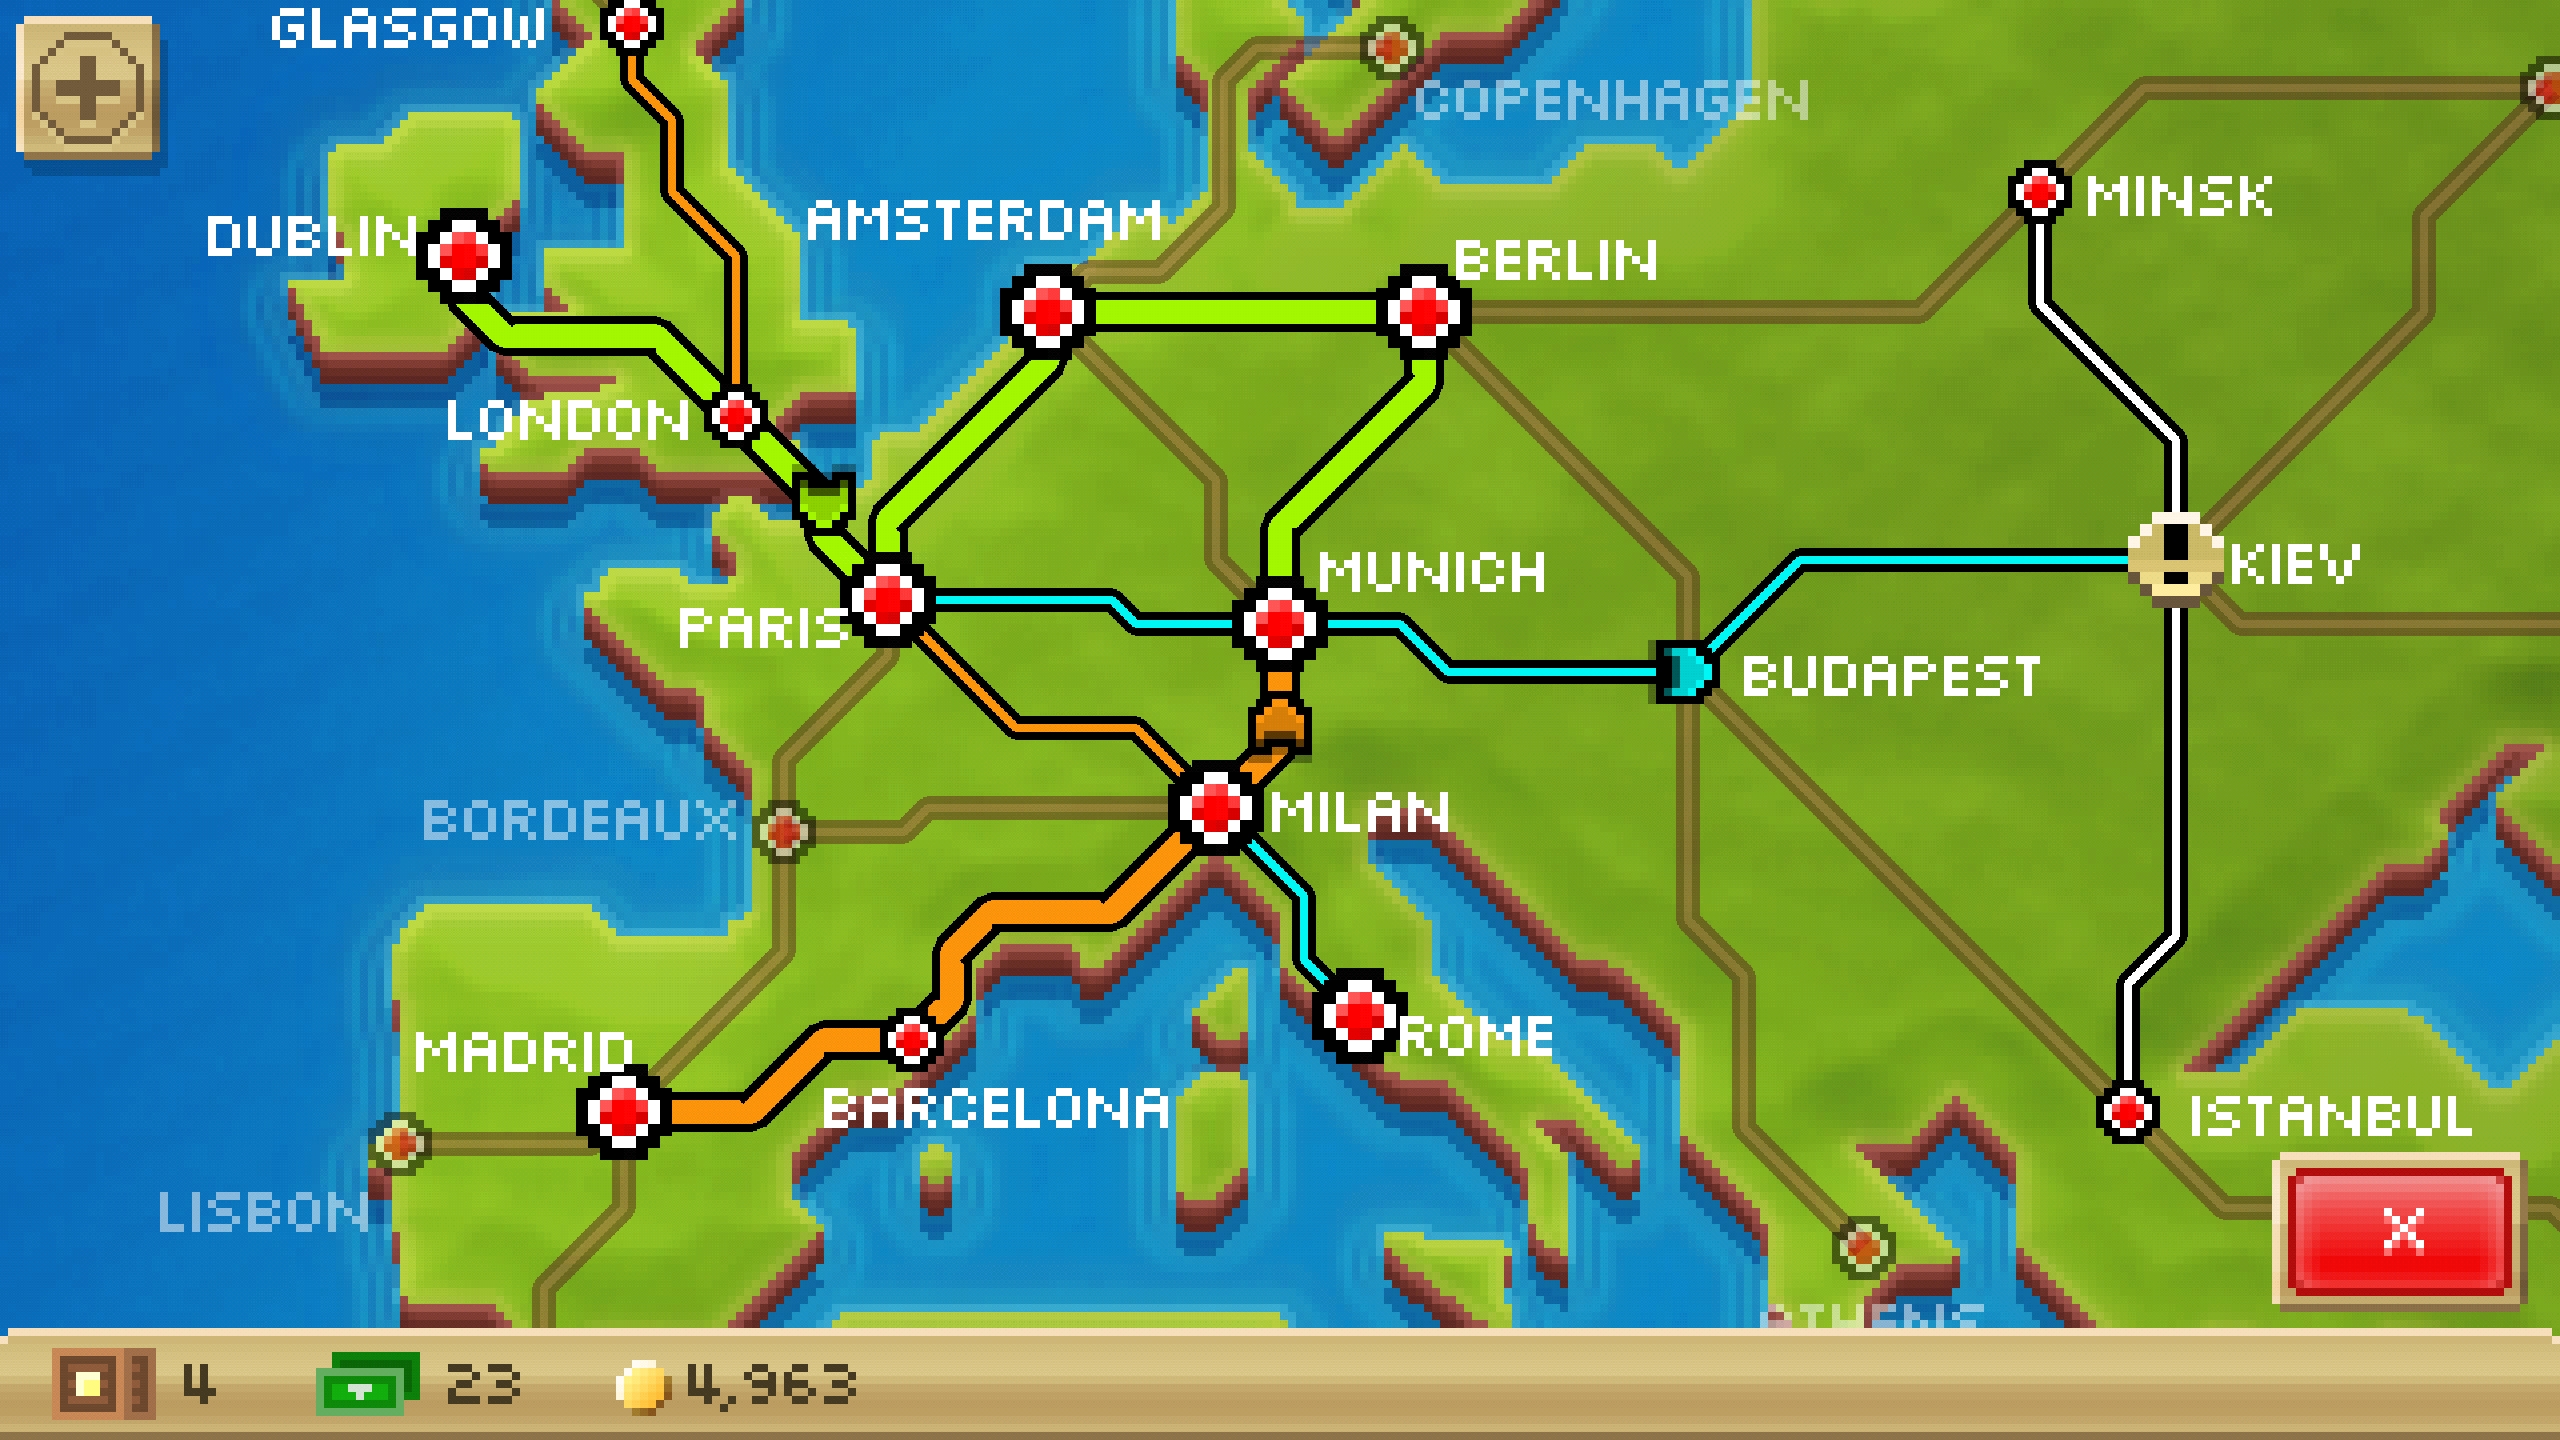 GLASGOW
COPENHAGEN
MINSK
AMSTERDAM
DUBLIN
BERLIN
LONDON
MUNICH
KIEV
PARIS
BUDAPEST
BORDEAUX
MILAN
ROME
MADRID
BARCELONA
ISTANBUL
LISBON
X
ATHENS
4
23
4,963